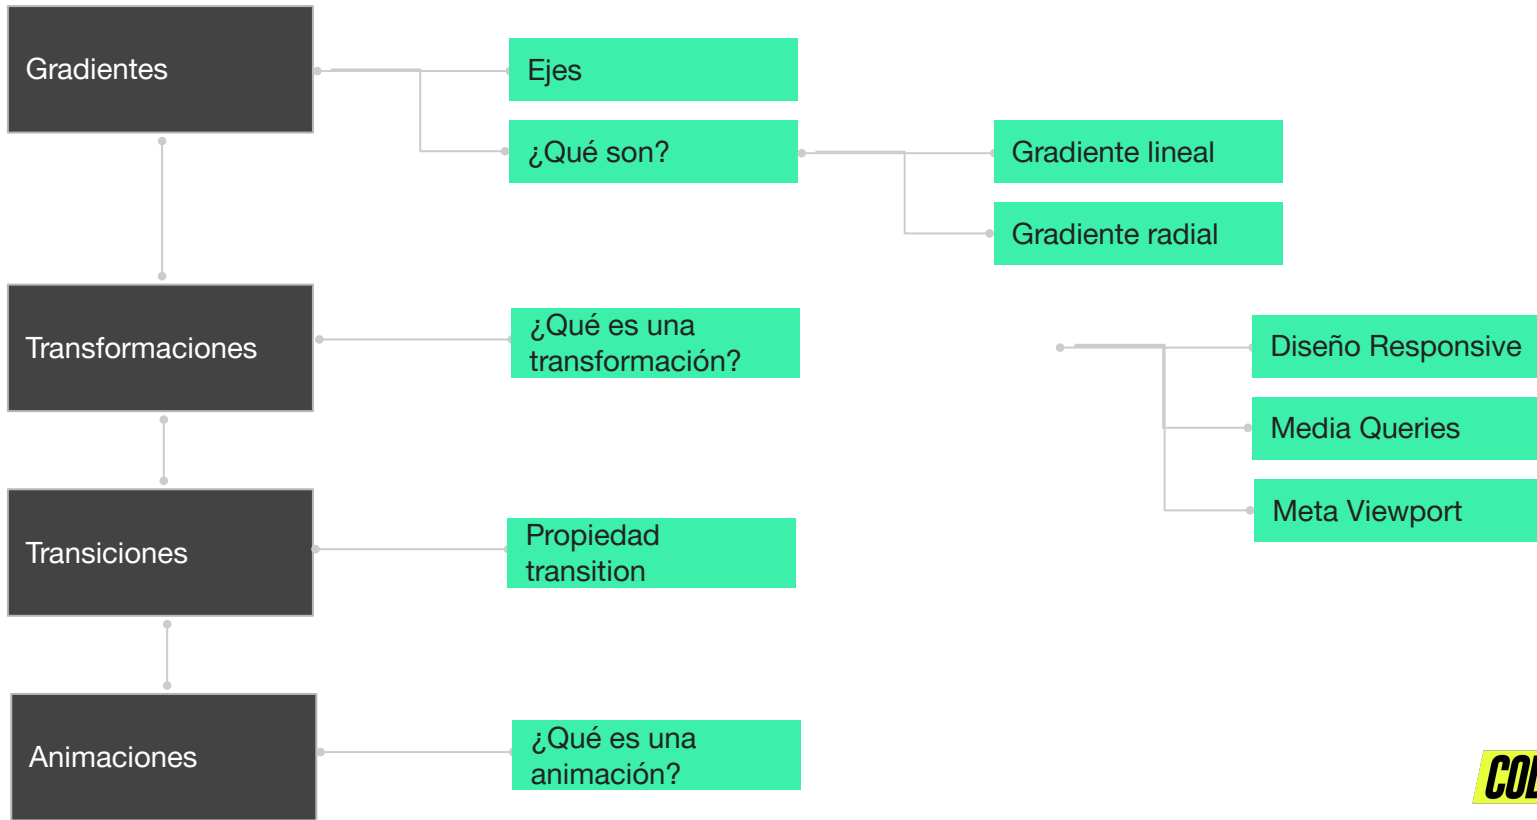 Gradientes
Ejes
¿Qué son?
Gradiente lineal
Gradiente radial
Transformaciones
¿Qué es una
transformación?
Diseño Responsive
Media Queries
Meta Viewport
Transiciones
Propiedad
transition
Animaciones
¿Qué es una
animación?